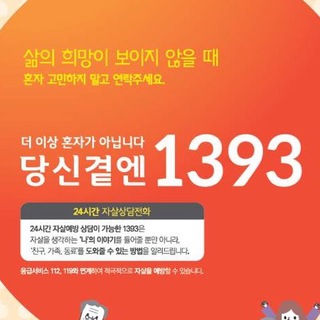 삶의 희망이 보이지 않을 때
혼자 고민하지 말고 연락주세요.
더 이상 혼자가 아닙니다
당신곁엔 1393
24시간 자살상담전화
24시간 자살예방 상담이 가능한 1393은
자살을 생각하는 '나'의 이야기를 들어줄 뿐만 아니라,
'친구, 가족, 동료'를 도와줄 수 있는 방법을 알려드립니다.
응급서비스 112, 119와 연계하여 적극적으로 자살을 예방할 수 있습니다.